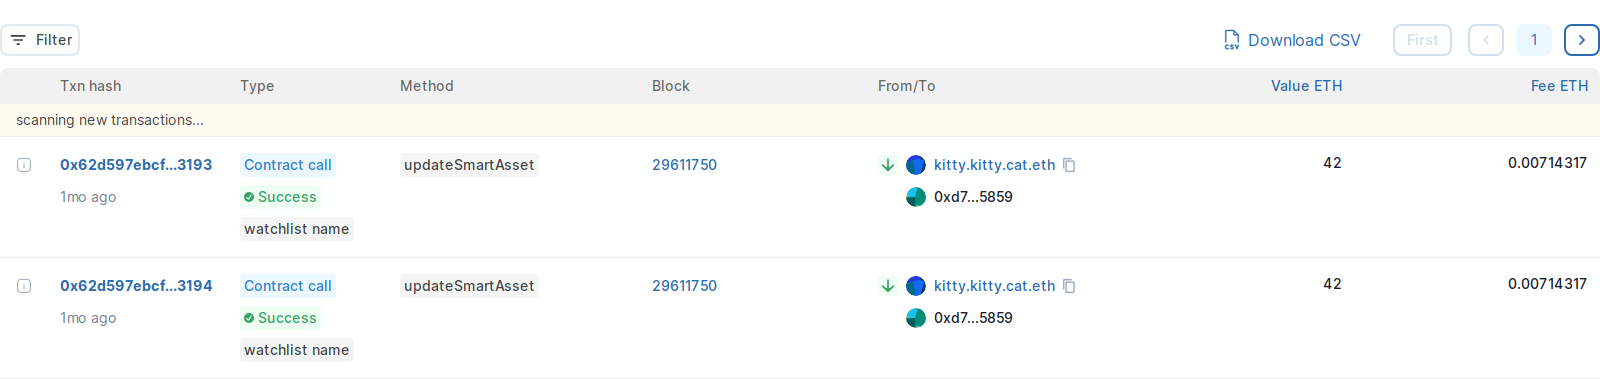 Filter
CSV Download CSV First 1
Txn hash Type Method Block From/To Value ETH Fee ETH
scanning new transactions...
0x62d597ebcf...3193 Contract call updateSmartAsset 29611750 kitty.kitty.cat.eth 42 0.00714317
1mo ago Success 0xd7...5859
watchlist name
0x62d597ebcf...3194 Contract call updateSmartAsset 29611750 kitty.kitty.cat.eth 42 0.00714317
1mo ago Success 0xd7...5859
watchlist name